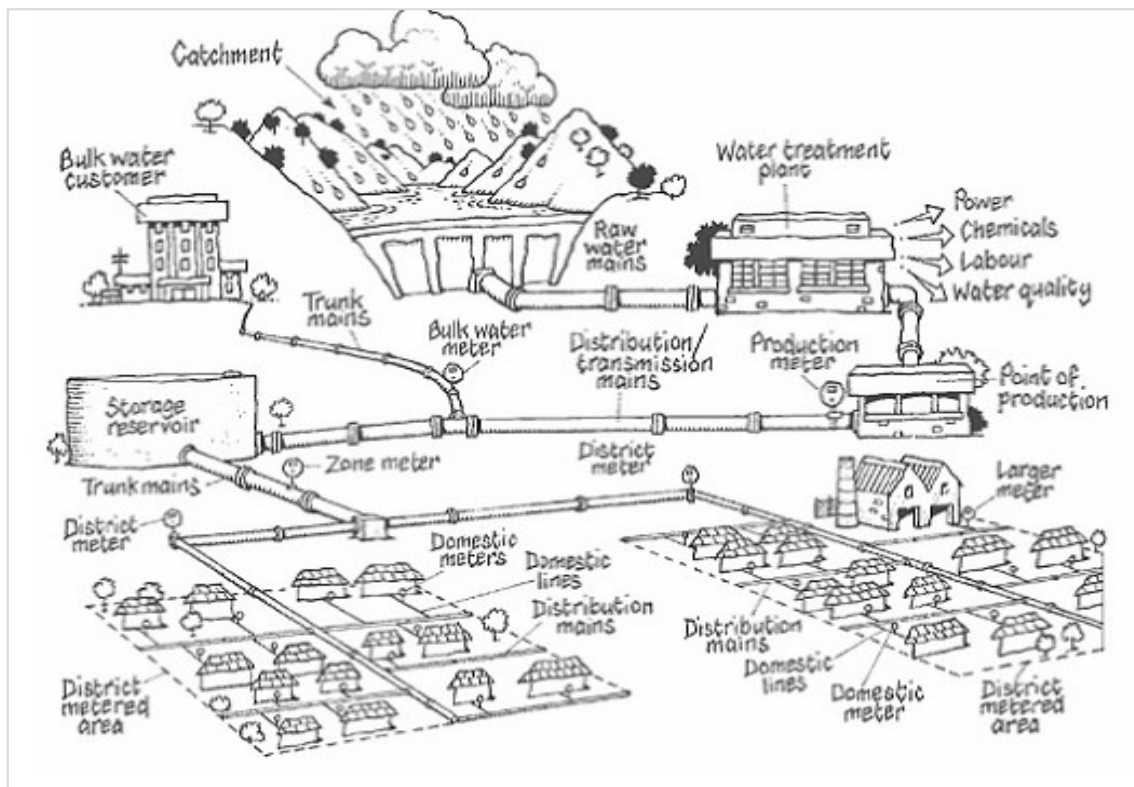 Catchment
Bulk water
customer
Water treatment
plant
Power
Chemicals
Labour
Water quality
Raw
water
mains
Trunk
mains
Bulk water
meter
Distribution
transmission
mains
Production
meter
Point of
production
Storage
reservoir
Zone meter
District
meter
Larger
meter
Trunk mains
District
meter
Domestic
meters
Domestic
lines
Distribution
mains
Distribution
mains
Domestic
lines
Domestic
meter
District
metered
area
District
metered
area